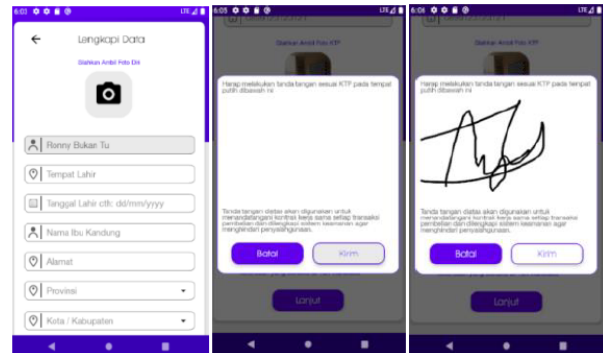 6:03
LTE
Lengkapi Data
Silahkan Ambil Foto Diri
Ronny Bukan Tu
Tempat Lahir
Tanggal Lahir cth: dd/mm/yyyy
Nama Ibu Kandung
Alamat
Provinsi
Kota / Kabupaten
6:05
LTE
Silahkan Ambil Foto KTP
Harap melakukan tanda tangan sesuai KTP pada tempat
putih dibawah ini
Tanda tangan diatas akan digunakan untuk
menandatangani kontrak kerja sama setiap transaksi
pembelian dan dilengkapi sistem keamanan agar
menghindari penyalahgunaan.
Batal
Kirim
Lanjut
6:06
LTE
Silahkan Ambil Foto KTP
Harap melakukan tanda tangan sesuai KTP pada tempat
putih dibawah ini
Tanda tangan diatas akan digunakan untuk
menandatangani kontrak kerja sama setiap transaksi
pembelian dan dilengkapi sistem keamanan agar
menghindari penyalahgunaan.
Batal
Kirim
Lanjut